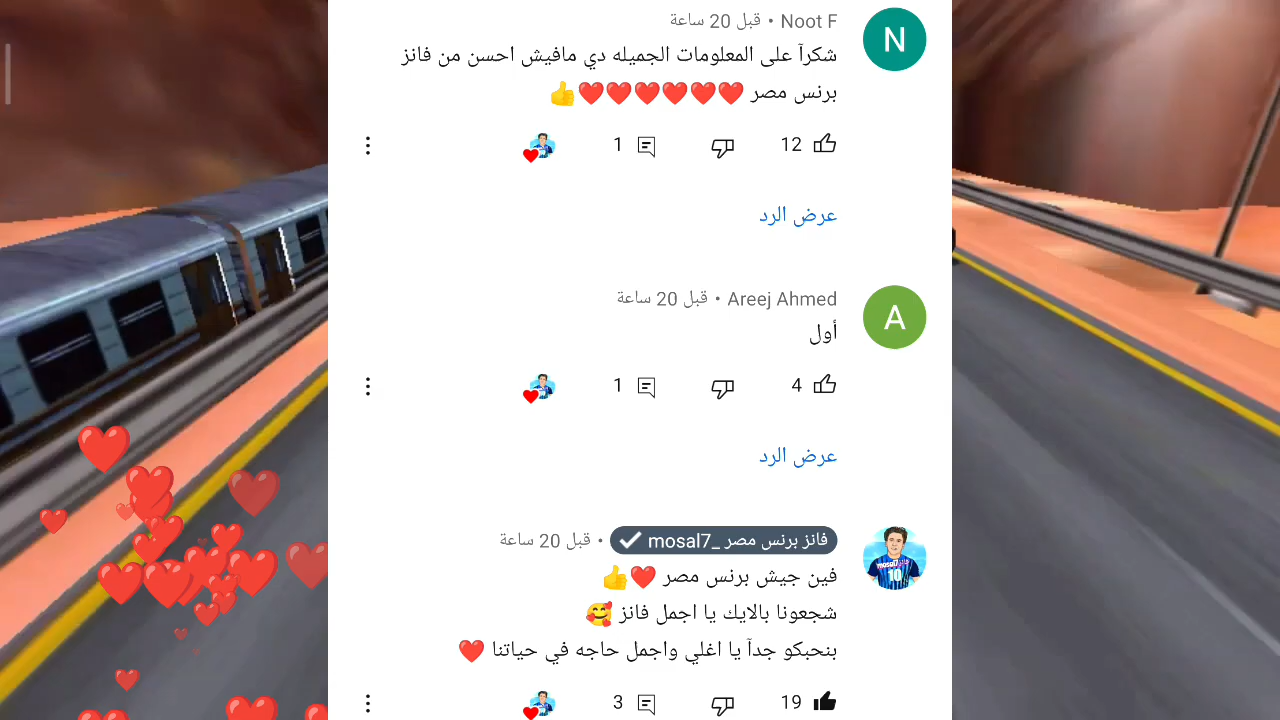 N
Noot F • قبل 20 ساعة
شكرآ على المعلومات الجميله دي مافيش احسن من فانز
برنس مصر ❤️❤️❤️❤️❤️❤️👍
12
1
عرض الرد
A
Areej Ahmed • قبل 20 ساعة
أول
4
1
عرض الرد
فانز برنس مصر _mosal7 ✔ • قبل 20 ساعة
فين جيش برنس مصر ❤️👍
شجعونا بالايك يا اجمل فانز 🥰
بنحبكو جدآ يا اغلي واجمل حاجه في حياتنا ❤️
19
3